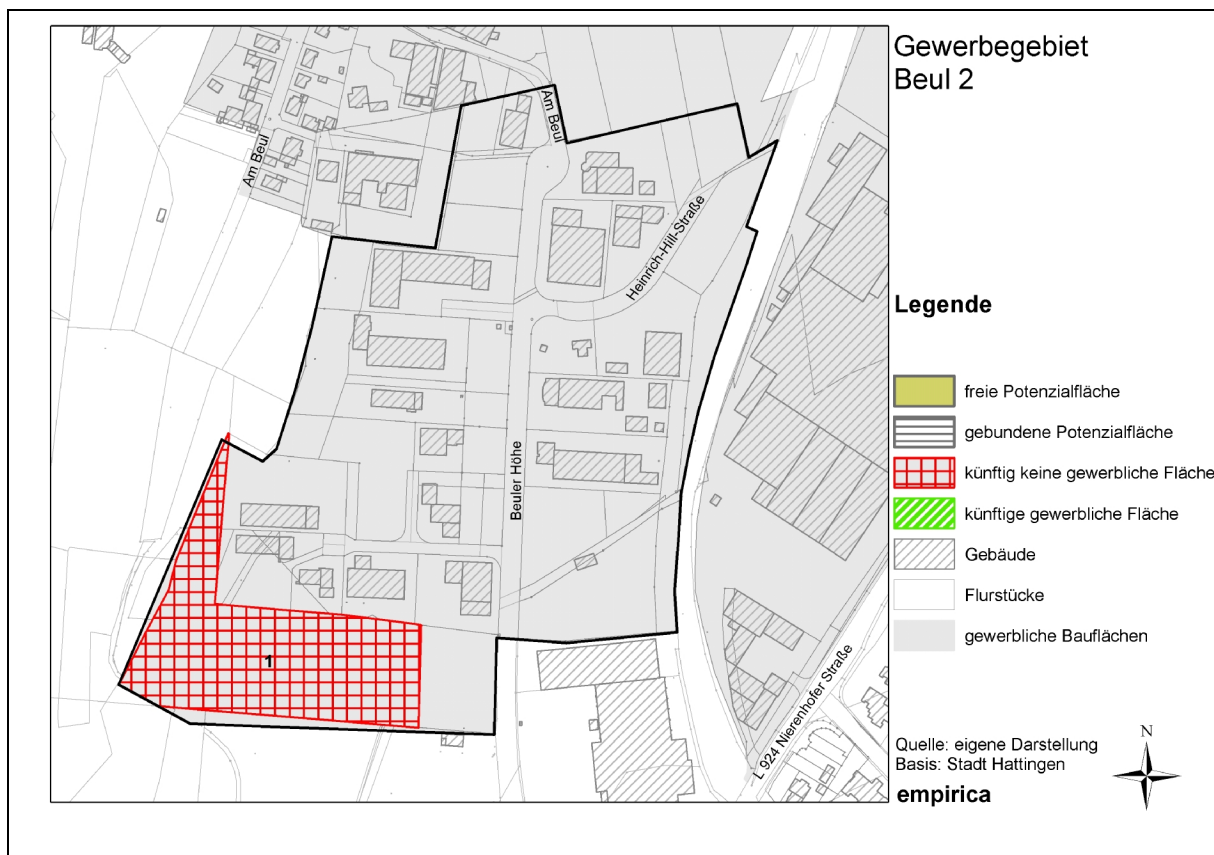 Gewerbegebiet
Beul 2
Am Beul
Am Beul
Heinrich-Hill-Straße
Beuler Höhe
1
L 924 Nierenhofer Straße
Legende
freie Potenzialfläche
gebundene Potenzialfläche
künftig keine gewerbliche Fläche
künftige gewerbliche Fläche
Gebäude
Flurstücke
gewerbliche Bauflächen
N
Quelle: eigene Darstellung
Basis: Stadt Hattingen
empirica